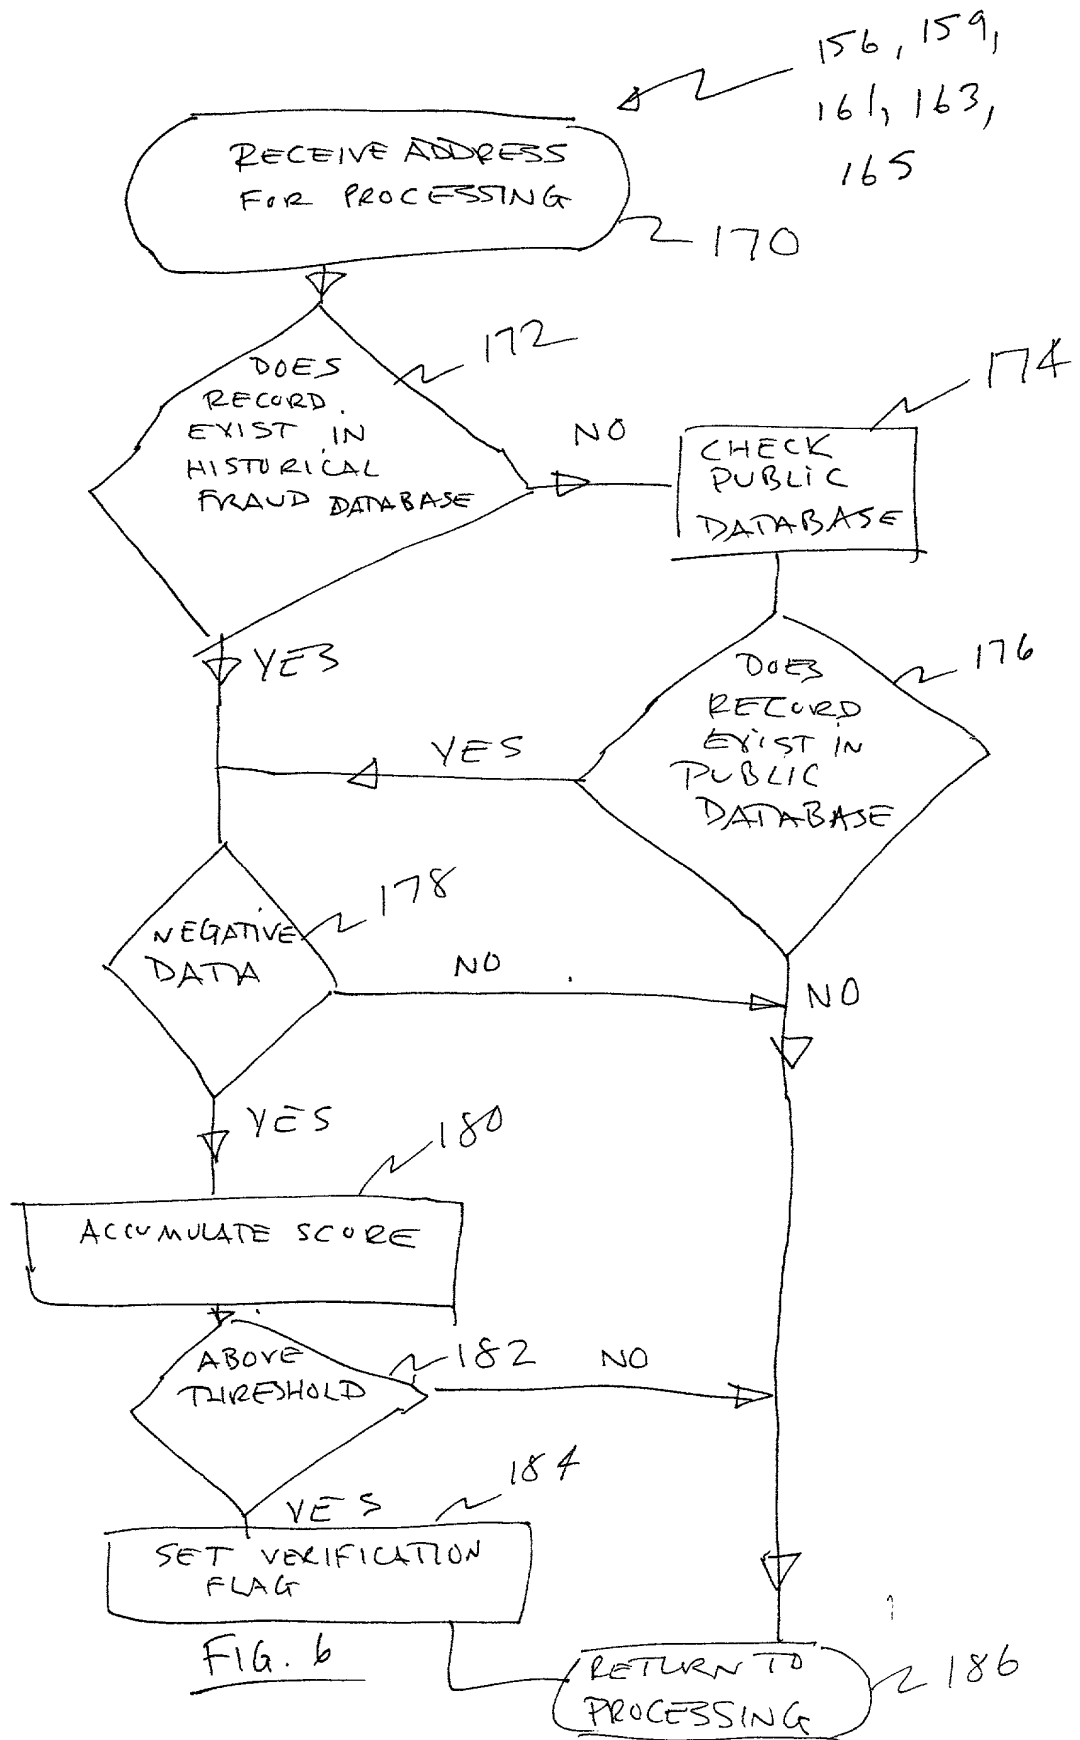 156, 159,
161, 163,
165
RECEIVE ADDRESS
FOR PROCESSING
170
172
DOES
RECORD
EXIST IN
HISTORICAL
FRAUD DATABASE
NO
174
CHECK
PUBLIC
DATABASE
YES
176
DOES
RECORD
EXIST IN
PUBLIC
DATABASE
YES
178
NEGATIVE
DATA
NO
NO
YES
180
ACCUMULATE SCORE
ABOVE
THRESHOLD
182
NO
184
YES
SET VERIFICATION
FLAG
FIG. 6
RETURN TO
PROCESSING
186